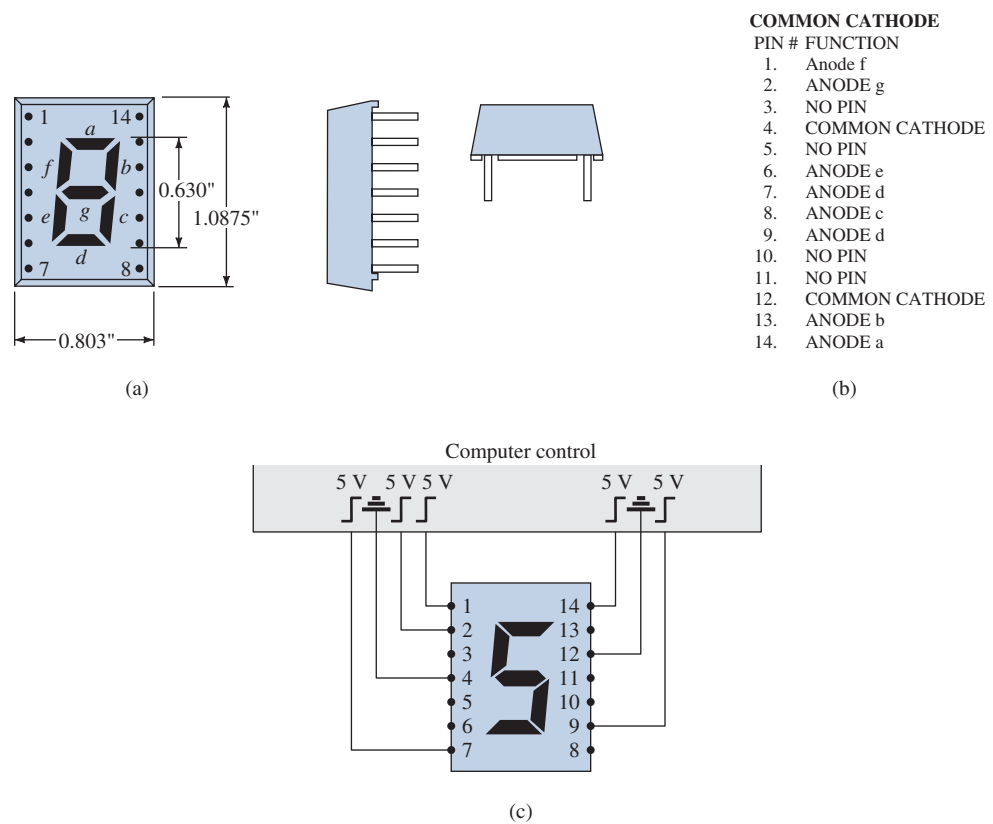 COMMON CATHODE
PIN # FUNCTION
1. Anode f
2. ANODE g
3. NO PIN
4. COMMON CATHODE
5. NO PIN
6. ANODE e
7. ANODE d
8. ANODE c
9. ANODE d
10. NO PIN
11. NO PIN
12. COMMON CATHODE
13. ANODE b
14. ANODE a
(b)
1 14
a
f b
0.630"
1.0875"
e g c
d
7 8
0.803"
(a)
Computer control
5 V 5 V 5 V 5 V 5 V
1 14
2 13
3 12
4 11
5 10
6 9
7 8
(c)